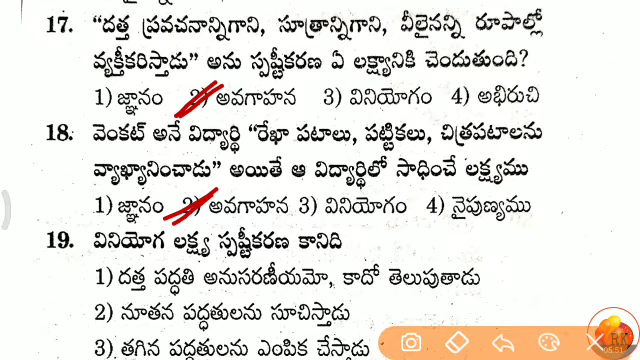 17. "దత్త ప్రవచనాన్నిగాని, సూత్రాన్నిగాని, వీలైనన్ని రూపాల్లో
వ్యక్తీకరిస్తాడు" అను స్పష్టీకరణ ఏ లక్ష్యానికి చెందుతుంది?
1) జ్ఞానం 2) అవగాహన 3) వినియోగం 4) అభిరుచి
18. వెంకట్ అనే విద్యార్థి "రేఖా పటాలు, పట్టికలు, చిత్రపటాలను
వ్యాఖ్యానించాడు" అయితే ఆ విద్యార్థిలో సాధించే లక్ష్యము
1) జ్ఞానం 2) అవగాహన 3) వినియోగం 4) నైపుణ్యము
19. వినియోగ లక్ష్య స్పష్టీకరణ కానిది
1) దత్త పద్ధతి అనుసరణీయమో, కాదో తెలుపుతాడు
2) నూతన పద్ధతులను సూచిస్తాడు
3) తగిన పద్ధతులను ఎంపిక చేస్తాడు
05:51